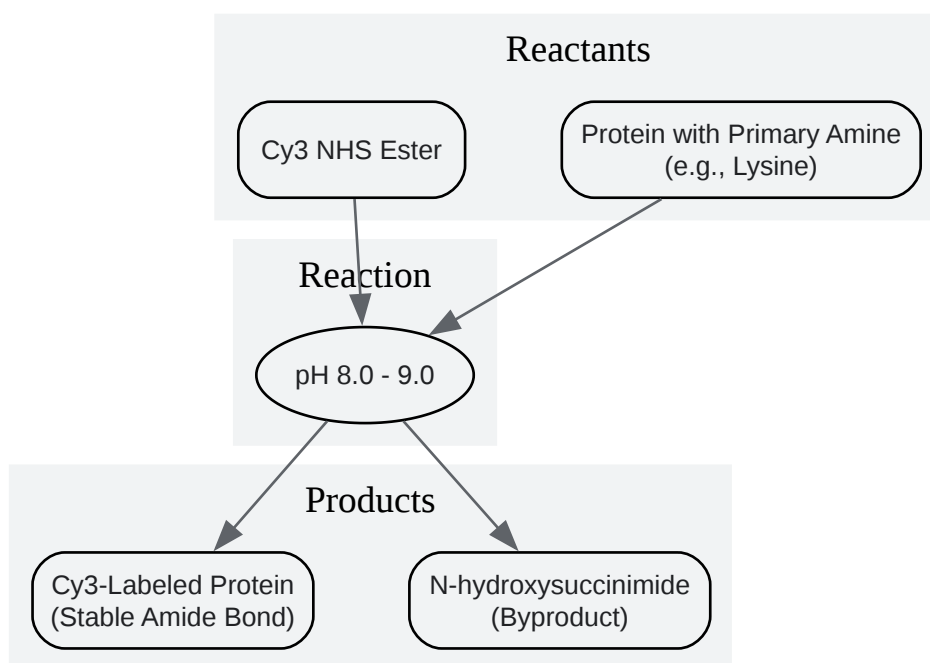 Reactants
Cy3 NHS Ester
Protein with Primary Amine
(e.g., Lysine)
Reaction
pH 8.0 - 9.0
Products
Cy3-Labeled Protein
(Stable Amide Bond)
N-hydroxysuccinimide
(Byproduct)